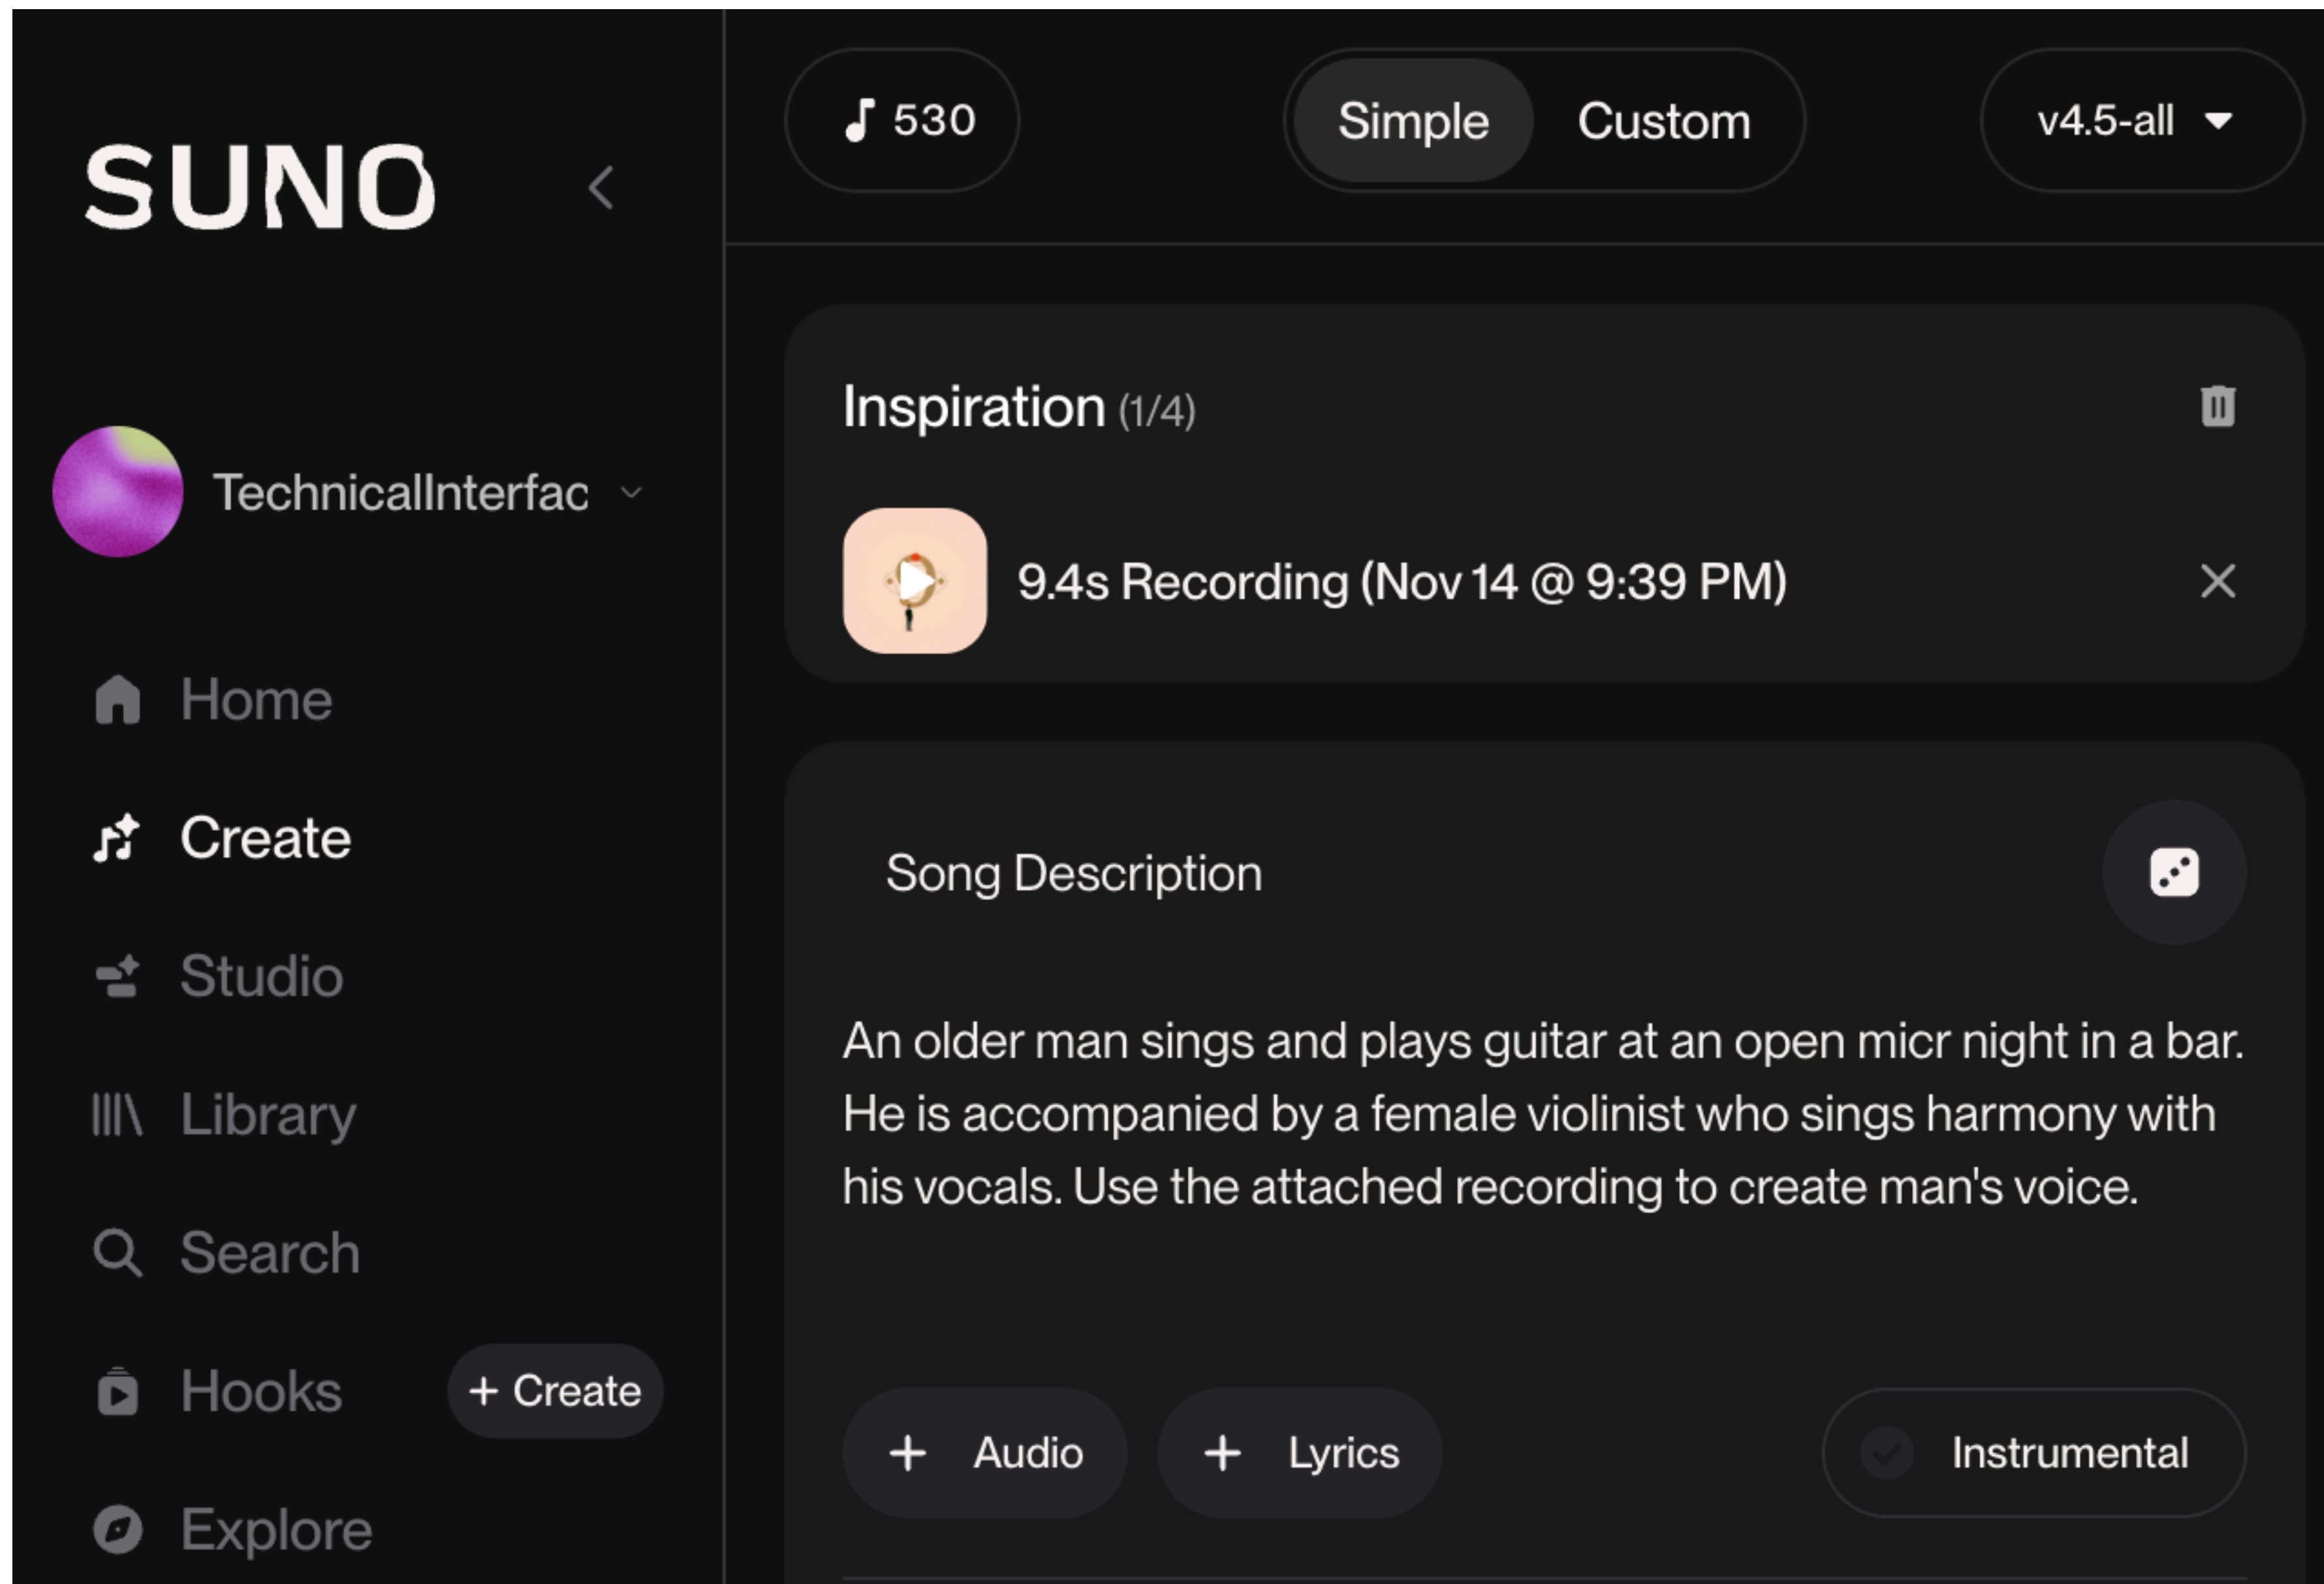 SUNO
TechnicalInterfac
Home
Create
Studio
Library
Search
Hooks
+ Create
Explore
530
Simple
Custom
v4.5-all
Inspiration (1/4)
9.4s Recording (Nov 14 @ 9:39 PM)
Song Description
An older man sings and plays guitar at an open micr night in a bar.
He is accompanied by a female violinist who sings harmony with
his vocals. Use the attached recording to create man's voice.
+ Audio
+ Lyrics
Instrumental